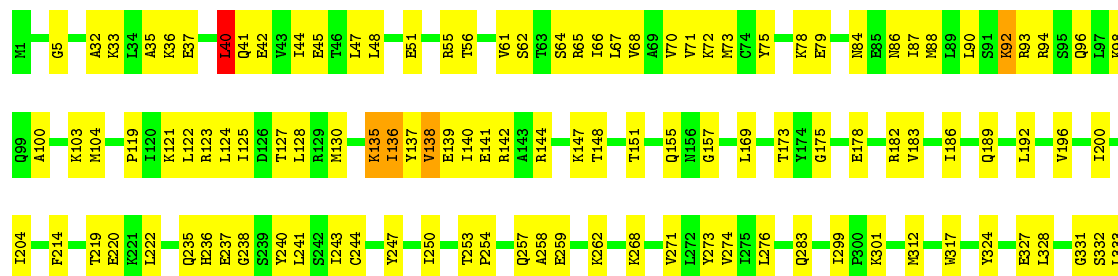 M1 G5 A32 K33 L34 A35 K36 E37 L40 Q41 E42 V43 I44 E45 T46 L47 L48 E51 R55 T56 V61 S62 T63 S64 R65 I66 L67 V68 A69 V70 V71 K72 M73 C74 Y75 K78 E79 N84 E85 N86 I87 M88 L89 L90 S91 K92 R93 R94 S95 Q96 L97 K98
Q99 A100 K103 M104 P119 I120 K121 L122 R123 L124 I125 D126 T127 L128 R129 M130 K135 I136 Y137 V138 E139 I140 E141 R142 A143 R144 K147 T148 T151 Q155 N156 G157 L169 T173 Y174 G175 E178 R182 V183 I186 Q189 L192 V196 I200
I204 F214 T219 E220 K221 L222 Q235 H236 E237 G238 S239 Y240 L241 S242 I243 C244 Y247 I250 T253 P254 Q257 A258 E259 K262 K268 V271 L272 Y273 V274 I275 L276 Q283 I299 P300 K301 M312 W317 Y324 E327 L328 G331 S332